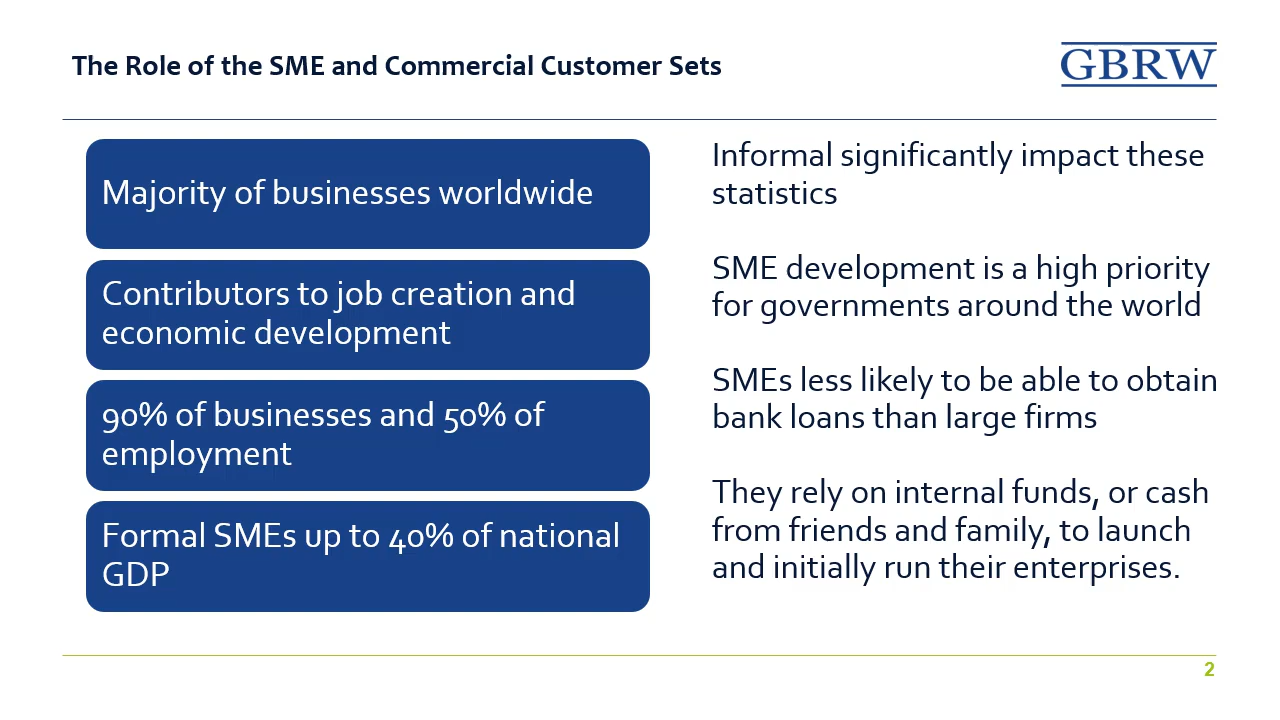 The Role of the SME and Commercial Customer Sets
GBRW
Majority of businesses worldwide
Contributors to job creation and
economic development
90% of businesses and 50% of
employment
Formal SMEs up to 40% of national
GDP
Informal significantly impact these
statistics
SME development is a high priority
for governments around the world
SMEs less likely to be able to obtain
bank loans than large firms
They rely on internal funds, or cash
from friends and family, to launch
and initially run their enterprises.
2